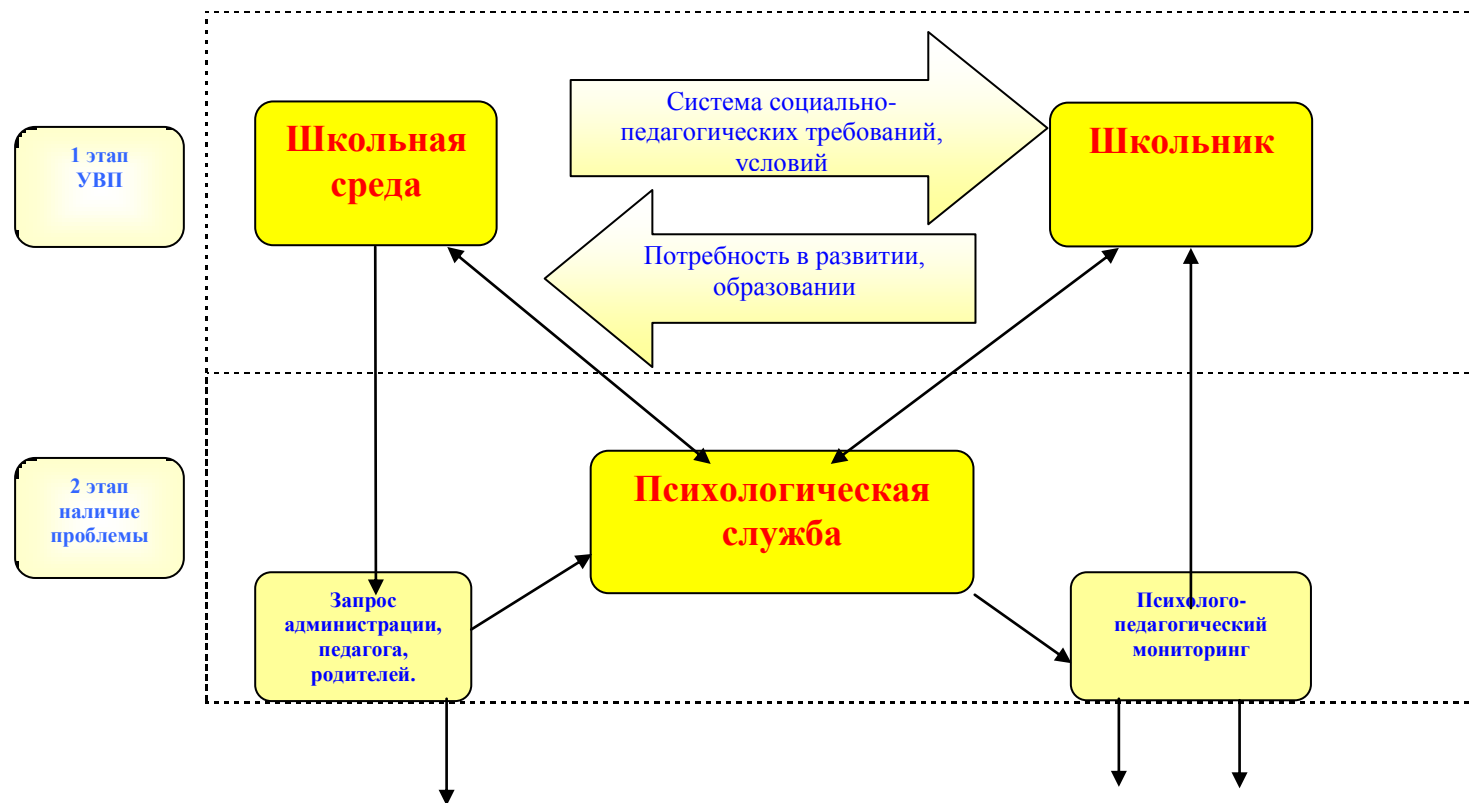 1 этап
УВП
Школьная
среда
Система социально-
педагогических требований,
условий
Школьник
Потребность в развитии,
образовании
2 этап
наличие
проблемы
Психологическая
служба
Запрос
администрации,
педагога,
родителей.
Психолого-
педагогический
мониторинг